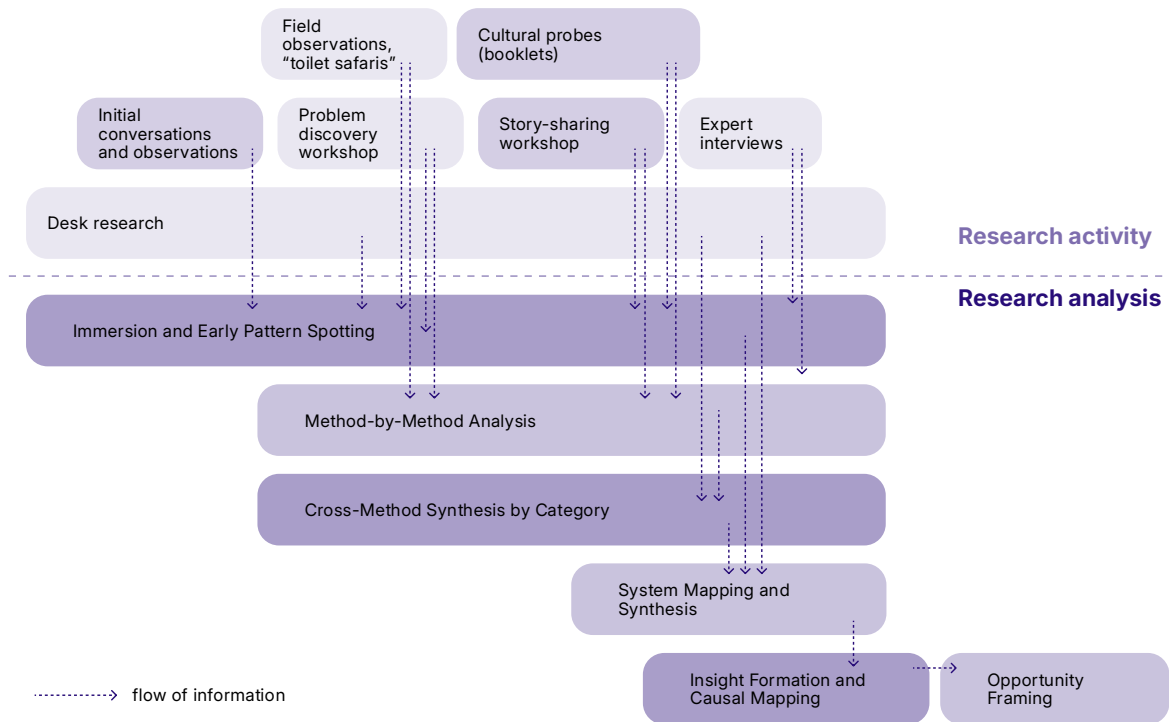 Field
observations,
“toilet safaris”
Cultural probes
(booklets)
Initial
conversations
and observations
Problem
discovery
workshop
Story-sharing
workshop
Expert
interviews
Desk research
Research activity
Research analysis
Immersion and Early Pattern Spotting
Method-by-Method Analysis
Cross-Method Synthesis by Category
System Mapping and
Synthesis
Insight Formation and
Causal Mapping
Opportunity
Framing
flow of information